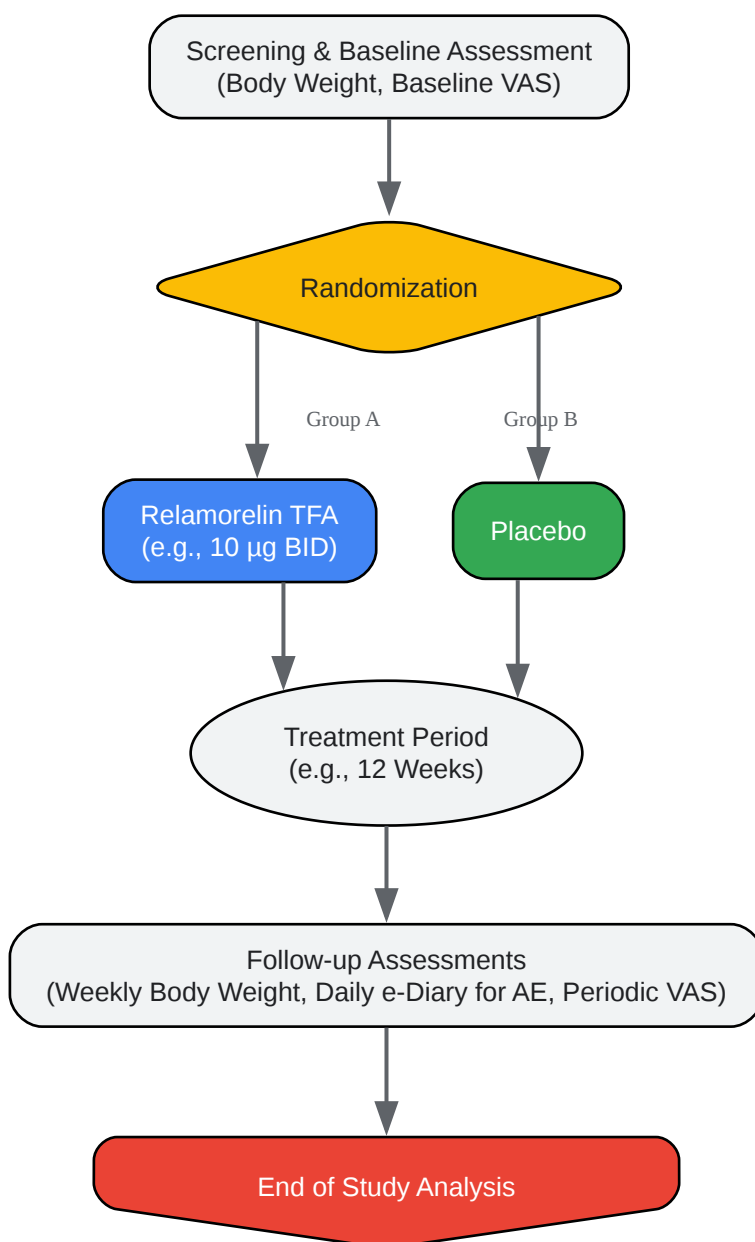 Screening & Baseline Assessment
(Body Weight, Baseline VAS)
Randomization
Group A
Group B
Relamorelin TFA
(e.g., 10 µg BID)
Placebo
Treatment Period
(e.g., 12 Weeks)
Follow-up Assessments
(Weekly Body Weight, Daily e-Diary for AE, Periodic VAS)
End of Study Analysis